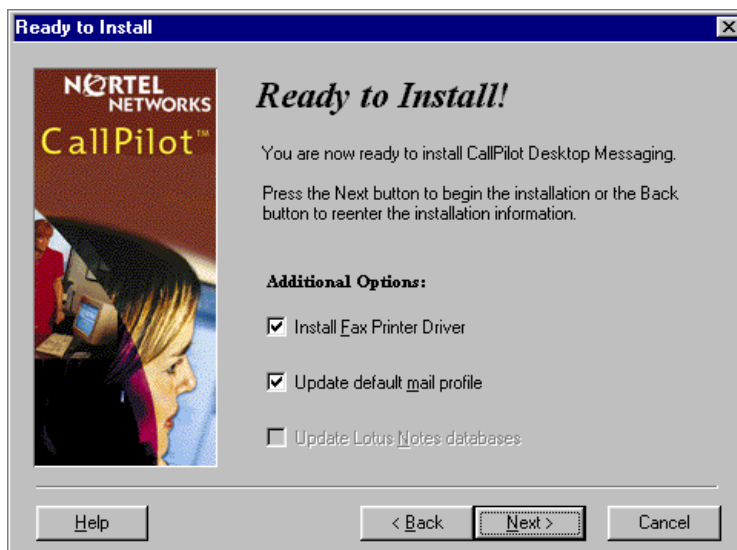 Ready to Install
NORTEL
NETWORKS
CallPilot™
Ready to Install!
You are now ready to install CallPilot Desktop Messaging.
Press the Next button to begin the installation or the Back
button to reenter the installation information.
Additional Options:
Install Fax Printer Driver
Update default mail profile
Update Lotus Notes databases
Help
< Back
Next >
Cancel